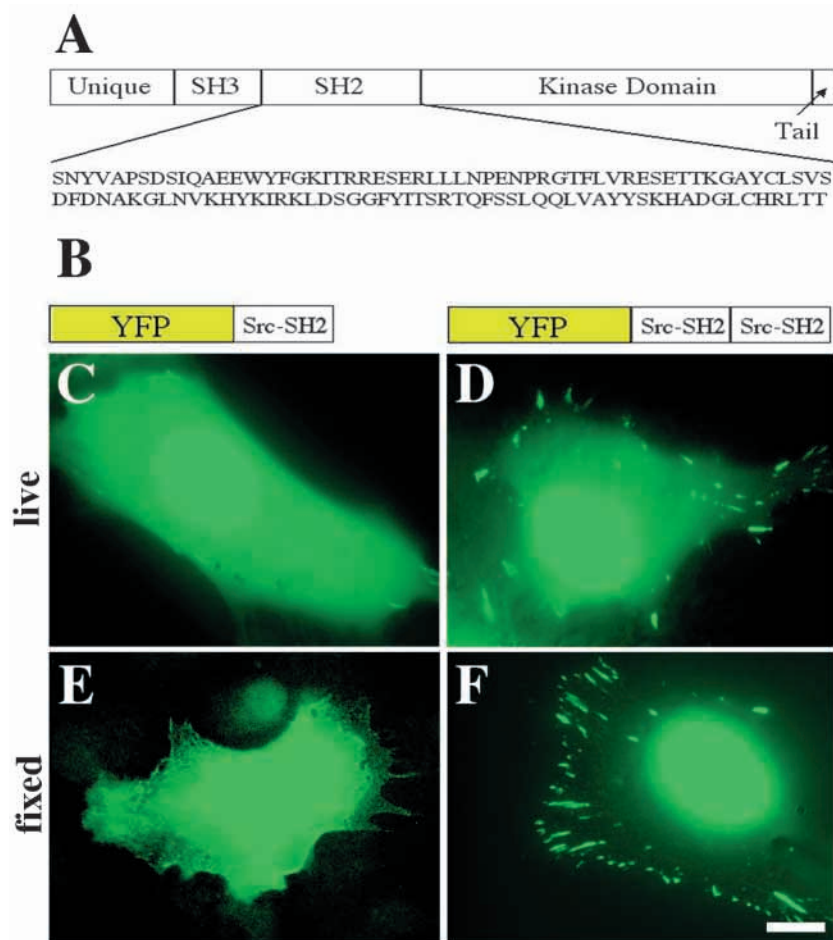 A
Unique SH3 SH2 Kinase Domain
Tail
SNYVAPSDSIQAEEWYFGKITRRESERLLLNPENPRGTFLVRESETTKGAYCLSVS
DFDNAKGLNVKHYKIRKLDSGGFYITSRTQFSSLQQLVAYYSKHADGLCHRLTT
B
YFP Src-SH2 YFP Src-SH2 Src-SH2
C D
live
E F
fixed